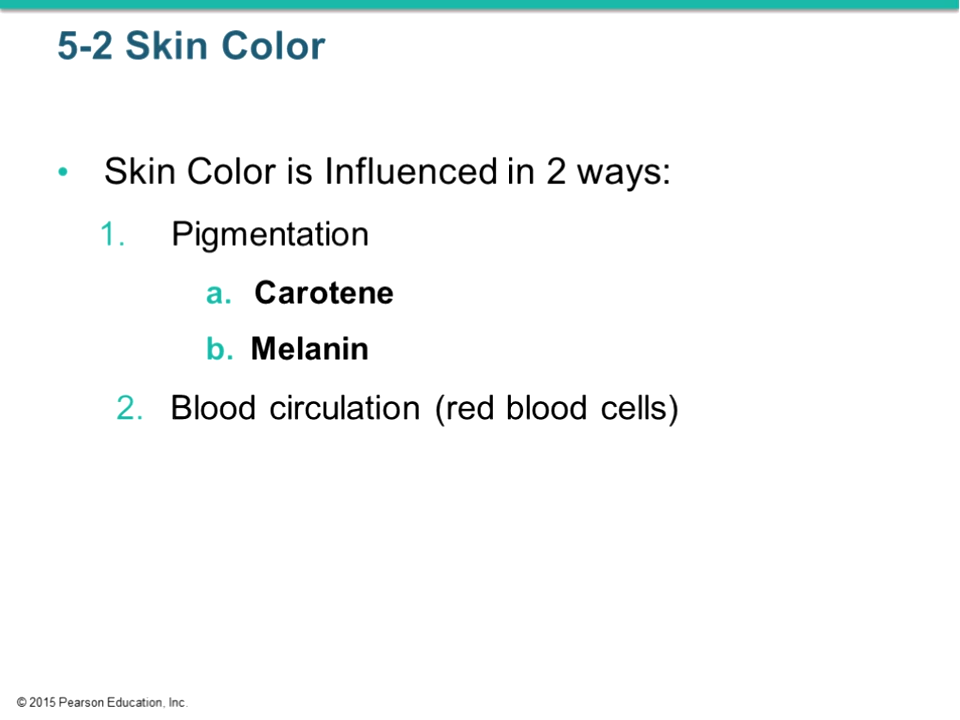 5-2 Skin Color
• Skin Color is Influenced in 2 ways:
1. Pigmentation
a. Carotene
b. Melanin
2. Blood circulation (red blood cells)
© 2015 Pearson Education, Inc.